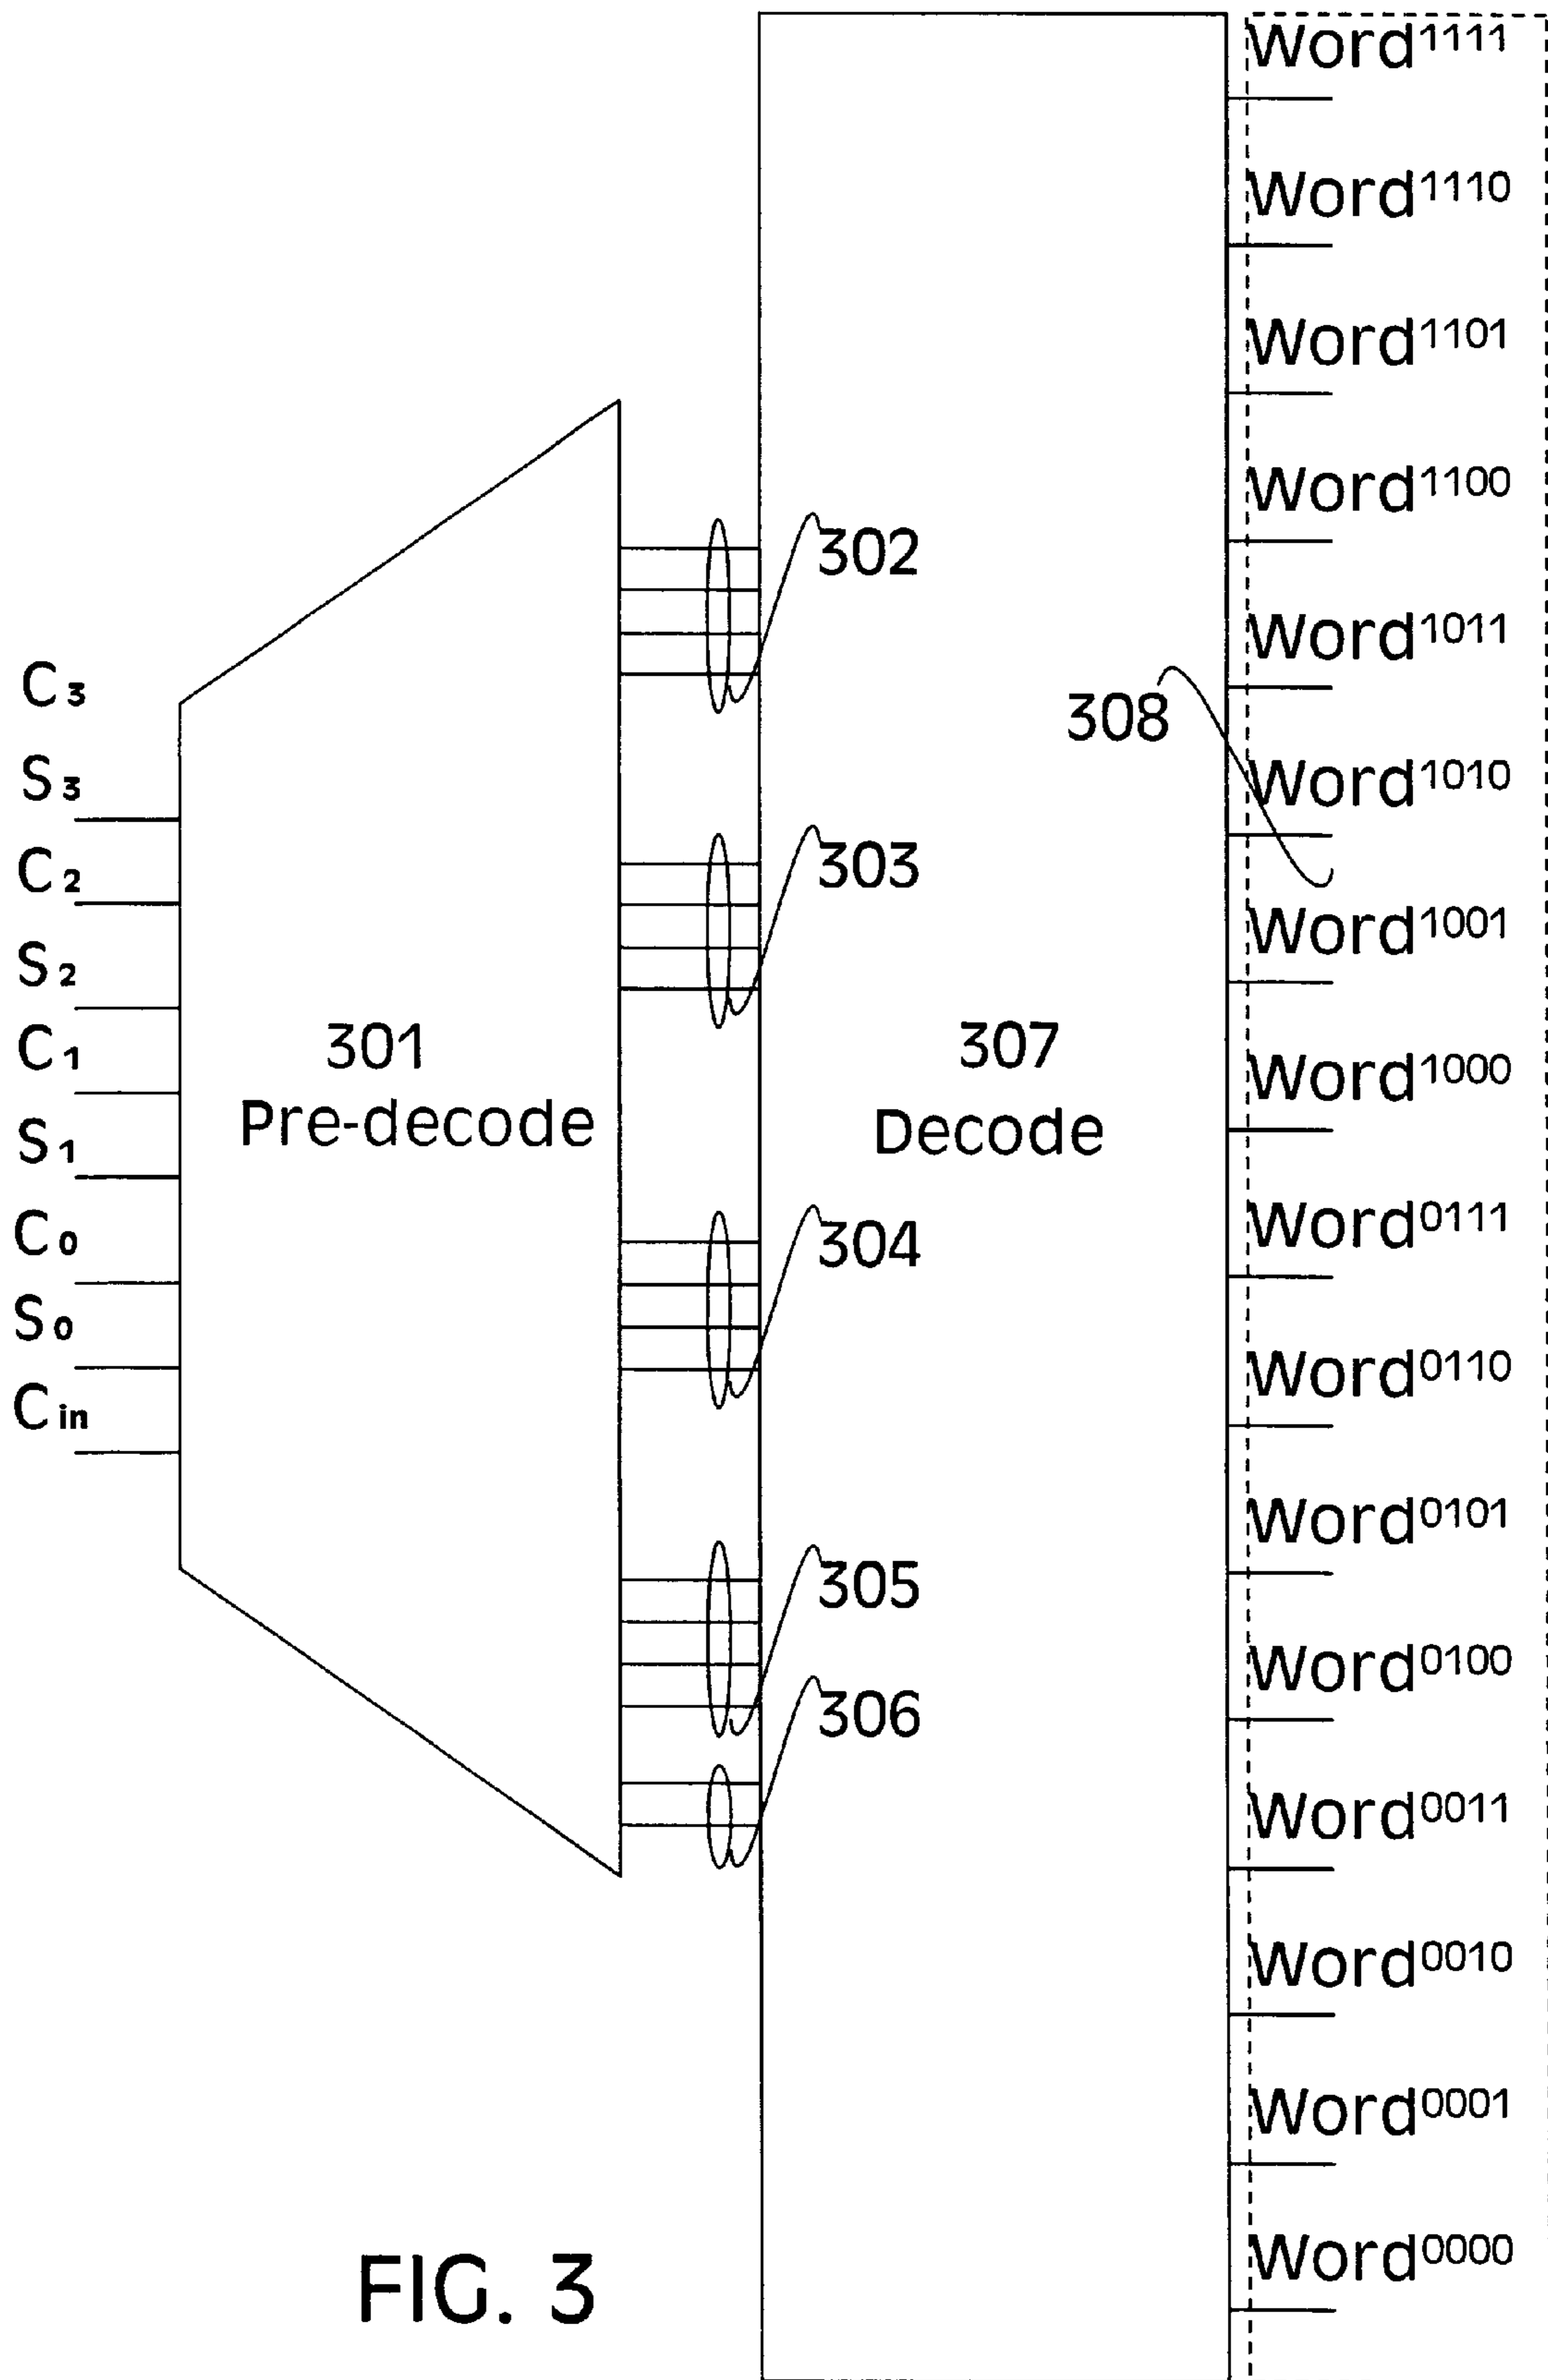 C3
S3
C2
S2
C1
S1
C0
S0
Cin
301
Pre-decode
302
303
304
305
306
307
Decode
308
Word1111
Word1110
Word1101
Word1100
Word1011
Word1010
Word1001
Word1000
Word0111
Word0110
Word0101
Word0100
Word0011
Word0010
Word0001
Word0000
FIG. 3